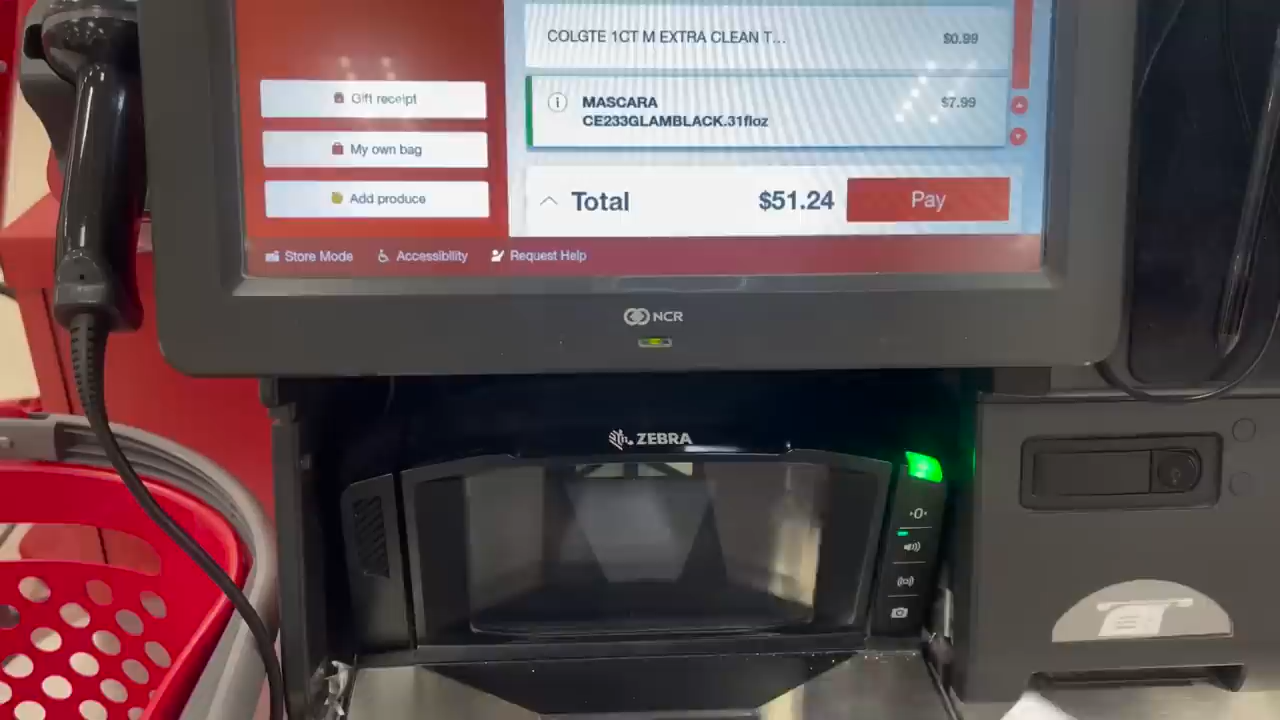 COLGTE 1CT M EXTRA CLEAN T... $0.99
Gift receipt
MASCARA $7.99
CE233GLAMBLACK.31floz
My own bag
Add produce
Total $51.24 Pay
Store Mode Accessibility Request Help
NCR
ZEBRA
•0•